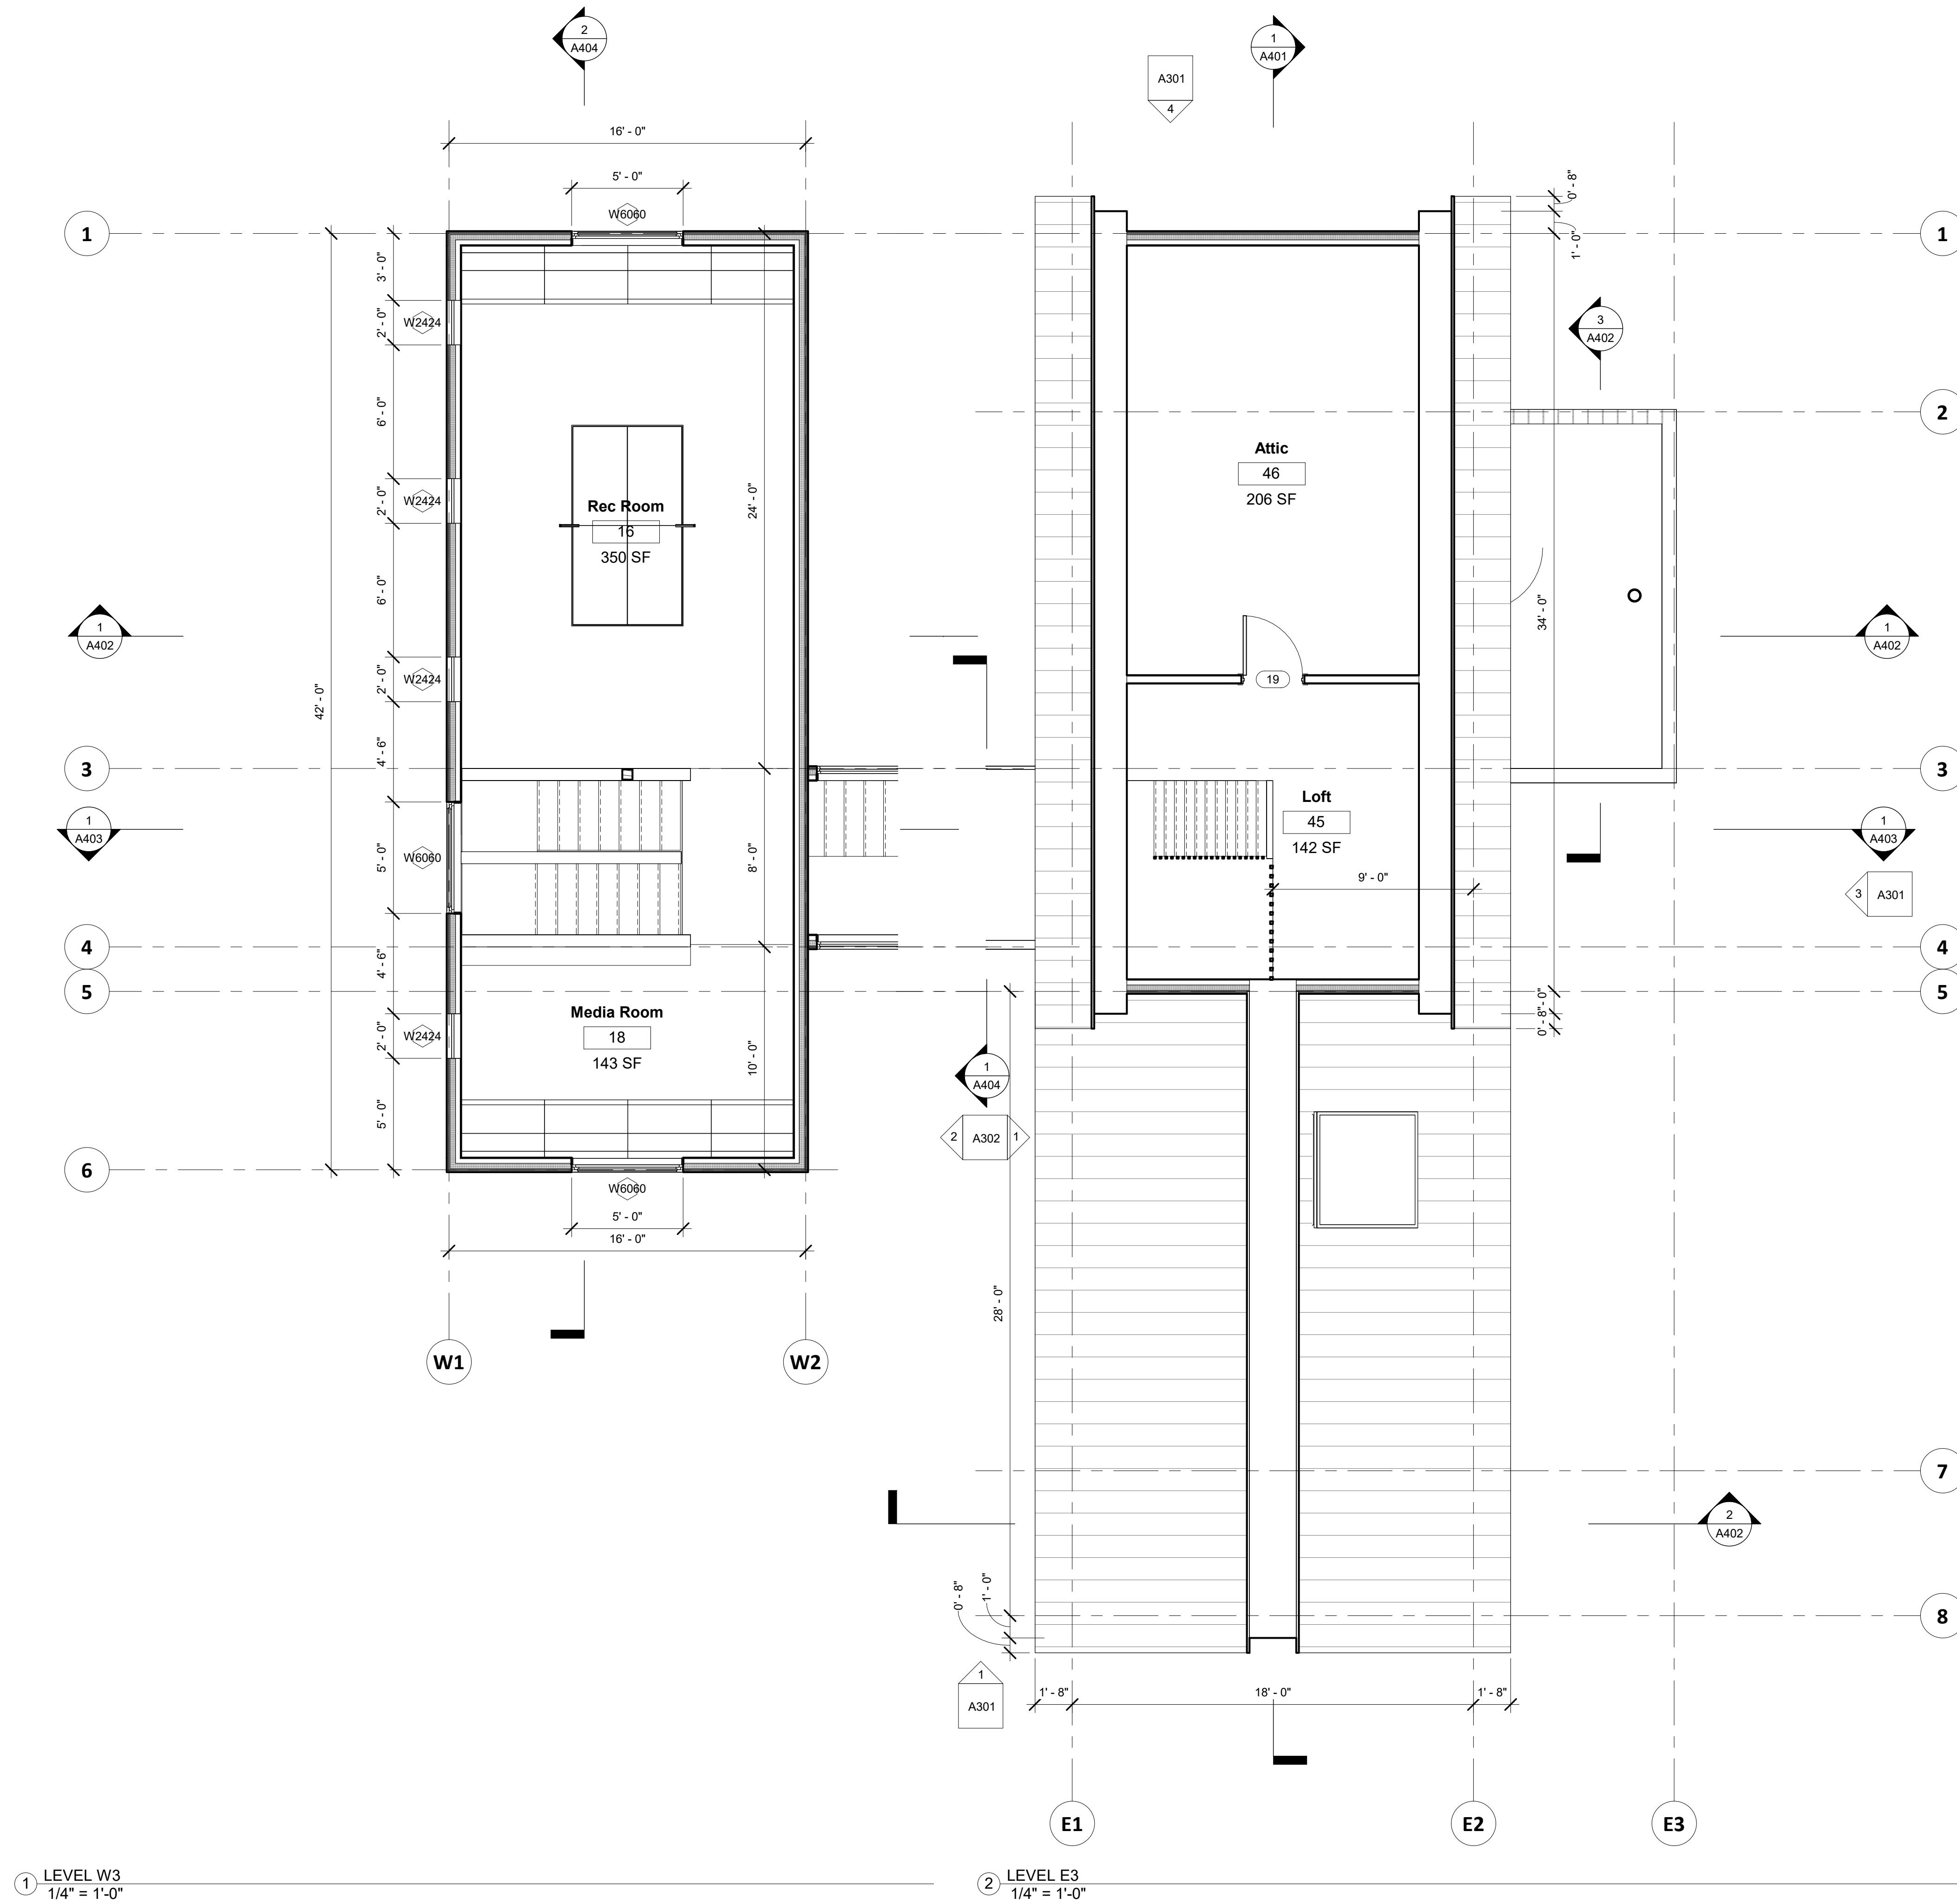 2
A404
1
A401
A301
4
16' - 0"
5' - 0"
W6060
0' - 8"
1' - 0"
1
1
3' - 0"
2' - 0"
W2424
3
A402
6' - 0"
2
Attic
46
206 SF
2' - 0"
W2424
24' - 0"
Rec Room
16
350 SF
6' - 0"
34' - 0"
1
A402
1
A402
2' - 0"
W2424
19
42' - 0"
4' - 6"
3
3
Loft
45
142 SF
1
A403
1
A403
5' - 0"
W6060
8' - 0"
9' - 0"
3
A301
4
4
4' - 6"
5
5
0' - 8"
- 0"
Media Room
18
143 SF
2' - 0"
W2424
10' - 0"
1
A404
5' - 0"
2
A302
1
6
W6060
5' - 0"
16' - 0"
28' - 0"
W1
W2
7
2
A402
0' - 8"
1' - 0"
8
1
A301
1' - 8"
18' - 0"
1' - 8"
E1
E2
E3
1
LEVEL W3
1/4" = 1'-0"
2
LEVEL E3
1/4" = 1'-0"